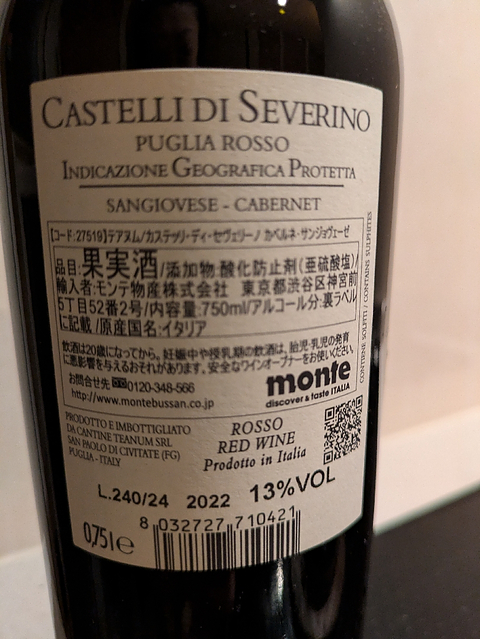 CASTELLI DI SEVERINO
PUGLIA ROSSO
INDICAZIONE GEOGRAFICA PROTETTA
SANGIOVESE - CABERNET
【コード:27519】テアヌム/カステッリ・ディ・セヴェリーノ カベルネ・サンジョヴェーゼ
品目:果実酒/添加物:酸化防止剤(亜硫酸塩)/
輸入者:モンテ物産株式会社 東京都渋谷区神宮前
5丁目52番2号/内容量:750ml/アルコール分:裏ラベル
に記載/原産国名:イタリア
飲酒は20歳になってから。妊娠中や授乳期の飲酒は、胎児・乳児の発育
に悪影響を与えるおそれがあります。安全なワインオープナーをお使いください。
お問合せ先 0120-348-566
http://www.montebussan.co.jp
monte
discover & taste ITALIA
CONTIENE SOLFITI / CONTAINS SULPHITES
PRODOTTO E IMBOTTIGLIATO
DA CANTINE TEANUM SRL
SAN PAOLO DI CIVITATE (FG)
PUGLIA - ITALY
ROSSO
RED WINE
Prodotto in Italia
L.240/24 2022 13%VOL
0,75l e
8 032727 710421